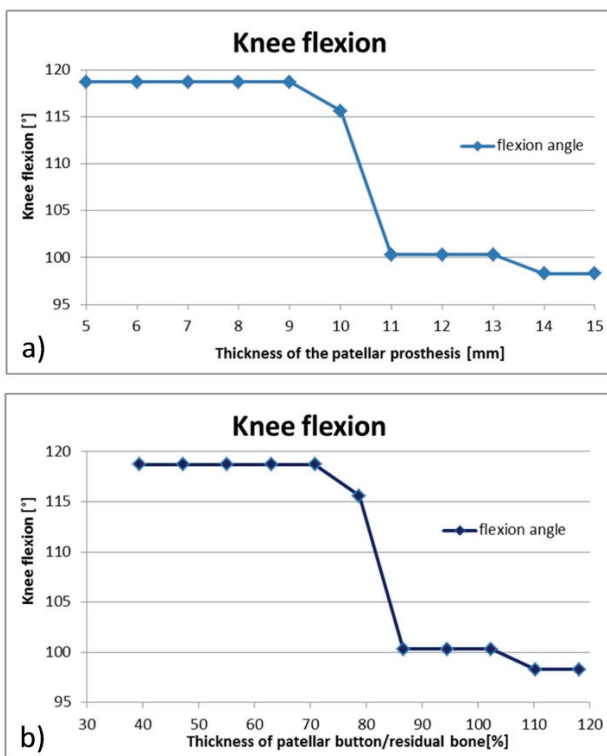 Knee flexion
120
115
110
105
100
95
Knee flexion [°]
flexion angle
5 6 7 8 9 10 11 12 13 14 15
Thickness of the patellar prosthesis [mm]
a)
Knee flexion
120
115
110
105
100
95
Knee flexion [°]
flexion angle
30 40 50 60 70 80 90 100 110 120
Thickness of patellar button/residual bone[%]
b)